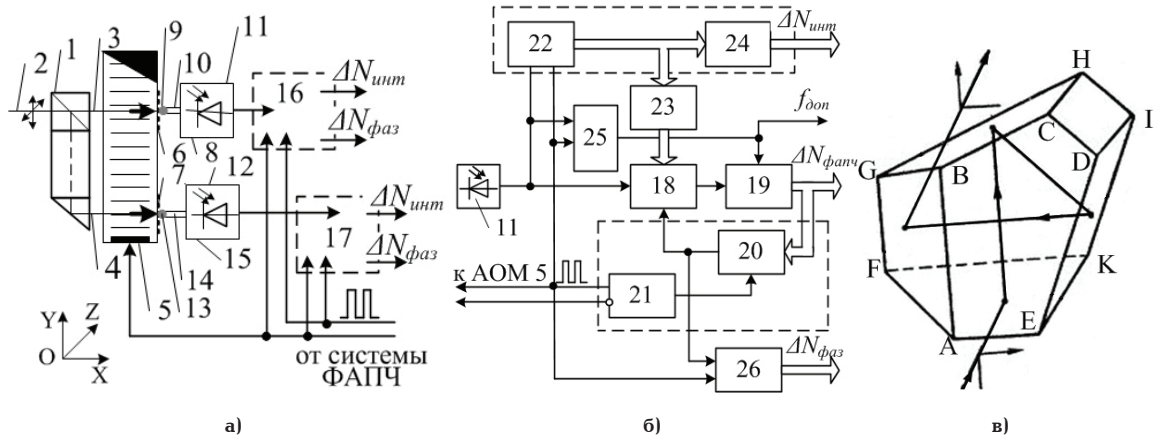 1
2
3
9
10
11
ΔNинт
16
ΔNфаз
6
8
7
12
ΔNинт
17
ΔNфаз
4
5
13
14
15
Y
Z
O
X
от системы
ФАПЧ
а)
22
24
ΔNинт
23
25
fдоп
18
19
ΔNфапч
11
20
к АОМ 5
21
26
ΔNфаз
б)
H
I
C
D
G
B
F
K
A
E
в)